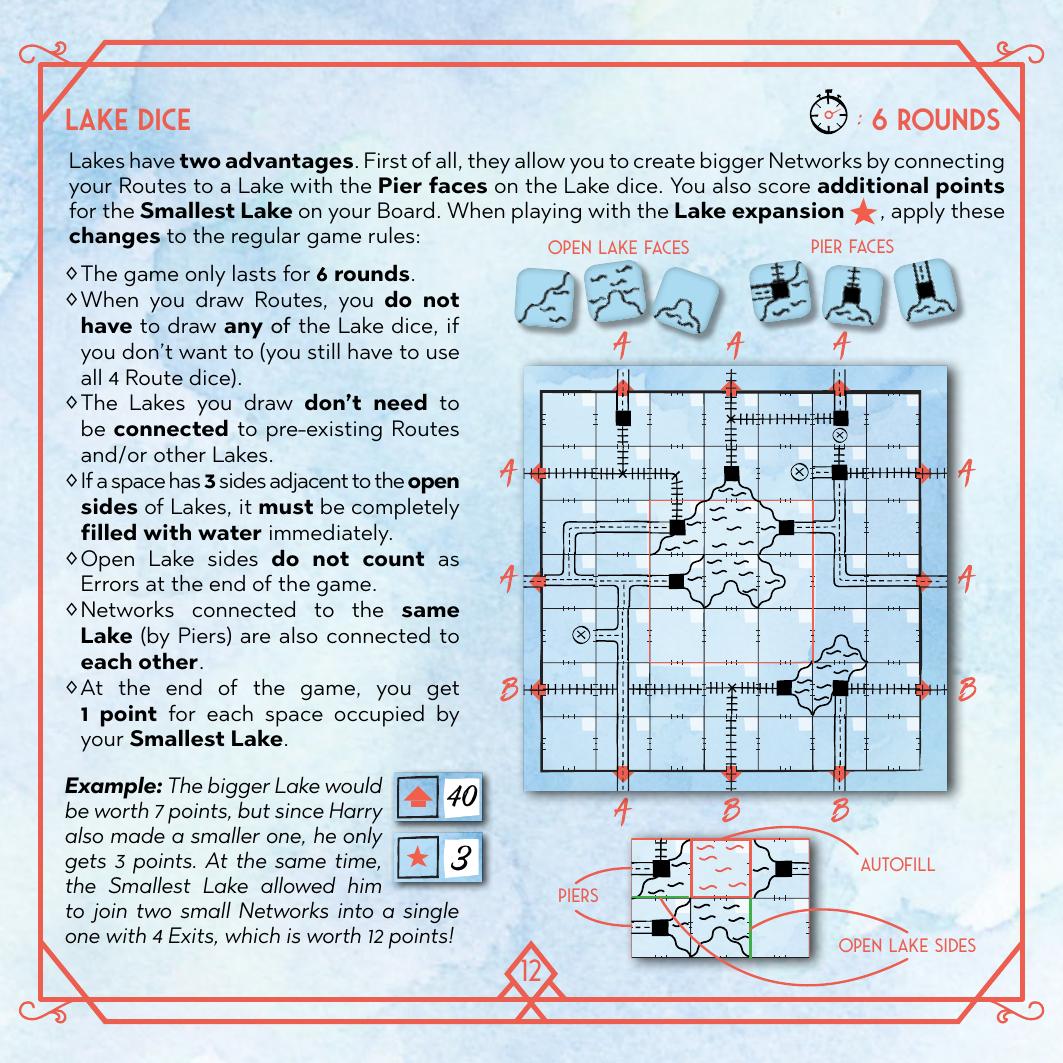 LAKE DICE
: 6 ROUNDS
Lakes have two advantages. First of all, they allow you to create bigger Networks by connecting
your Routes to a Lake with the Pier faces on the Lake dice. You also score additional points
for the Smallest Lake on your Board. When playing with the Lake expansion ★, apply these
changes to the regular game rules:
◊ The game only lasts for 6 rounds.
◊ When you draw Routes, you do not
have to draw any of the Lake dice, if
you don't want to (you still have to use
all 4 Route dice).
◊ The Lakes you draw don't need to
be connected to pre-existing Routes
and/or other Lakes.
◊ If a space has 3 sides adjacent to the open
sides of Lakes, it must be completely
filled with water immediately.
◊ Open Lake sides do not count as
Errors at the end of the game.
◊ Networks connected to the same
Lake (by Piers) are also connected to
each other.
◊ At the end of the game, you get
1 point for each space occupied by
your Smallest Lake.
Example: The bigger Lake would
be worth 7 points, but since Harry
also made a smaller one, he only
gets 3 points. At the same time,
the Smallest Lake allowed him
to join two small Networks into a single
one with 4 Exits, which is worth 12 points!
40
3
OPEN LAKE FACES
PIER FACES
A A A
A A
A A
B B
A B B
AUTOFILL
PIERS
OPEN LAKE SIDES
12